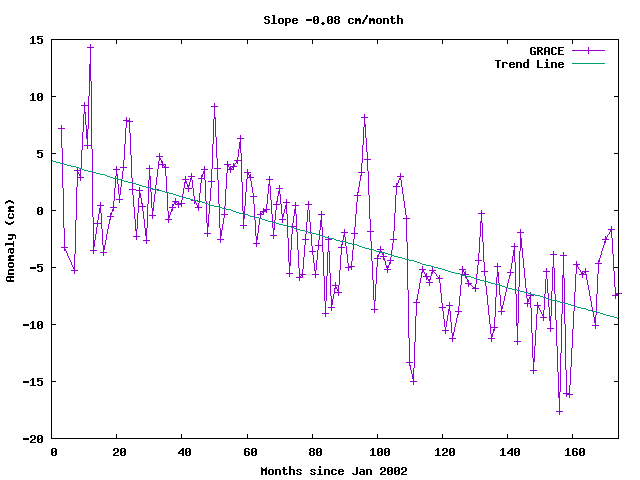 Slope -0.08 cm/month
GRACE
Trend Line
Anomaly (cm)
15
10
5
0
-5
-10
-15
-20
0 20 40 60 80 100 120 140 160
Months since Jan 2002